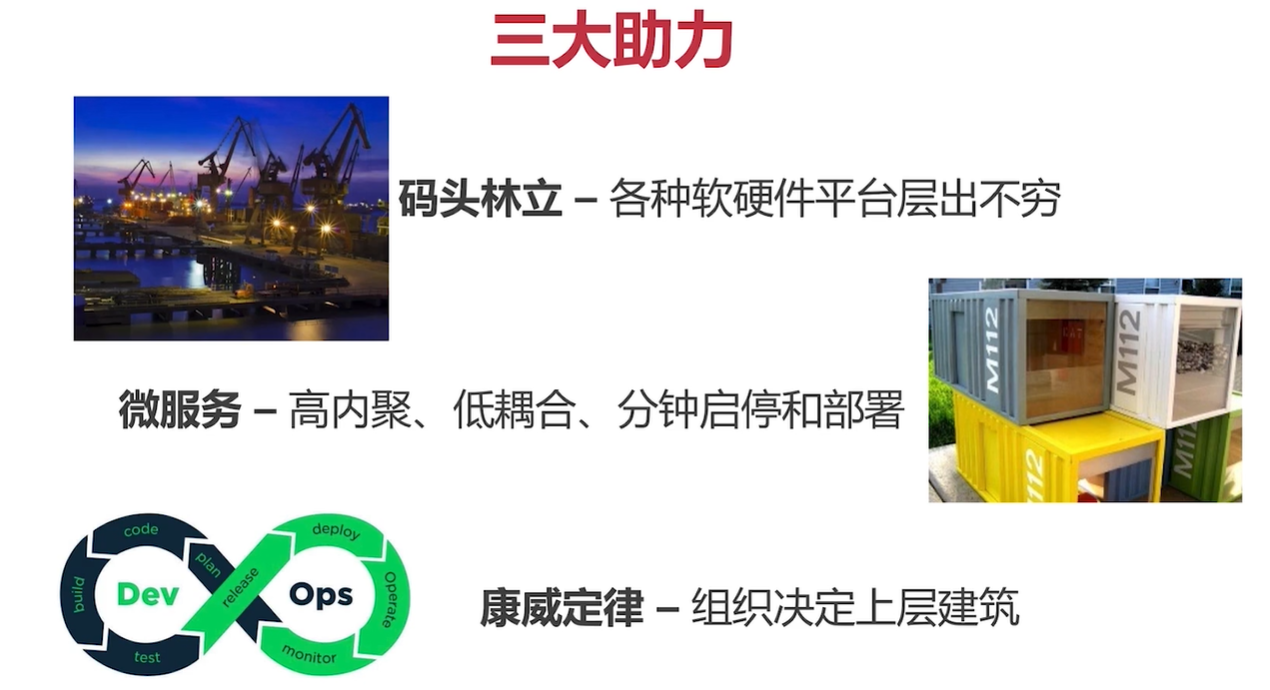 三大助力
码头林立 – 各种软硬件平台层出不穷
M112
M112
M112
M112
微服务 – 高内聚、低耦合、分钟启停和部署
code
plan
build
test
Dev
release
deploy
Operate
monitor
Ops
康威定律 – 组织决定上层建筑